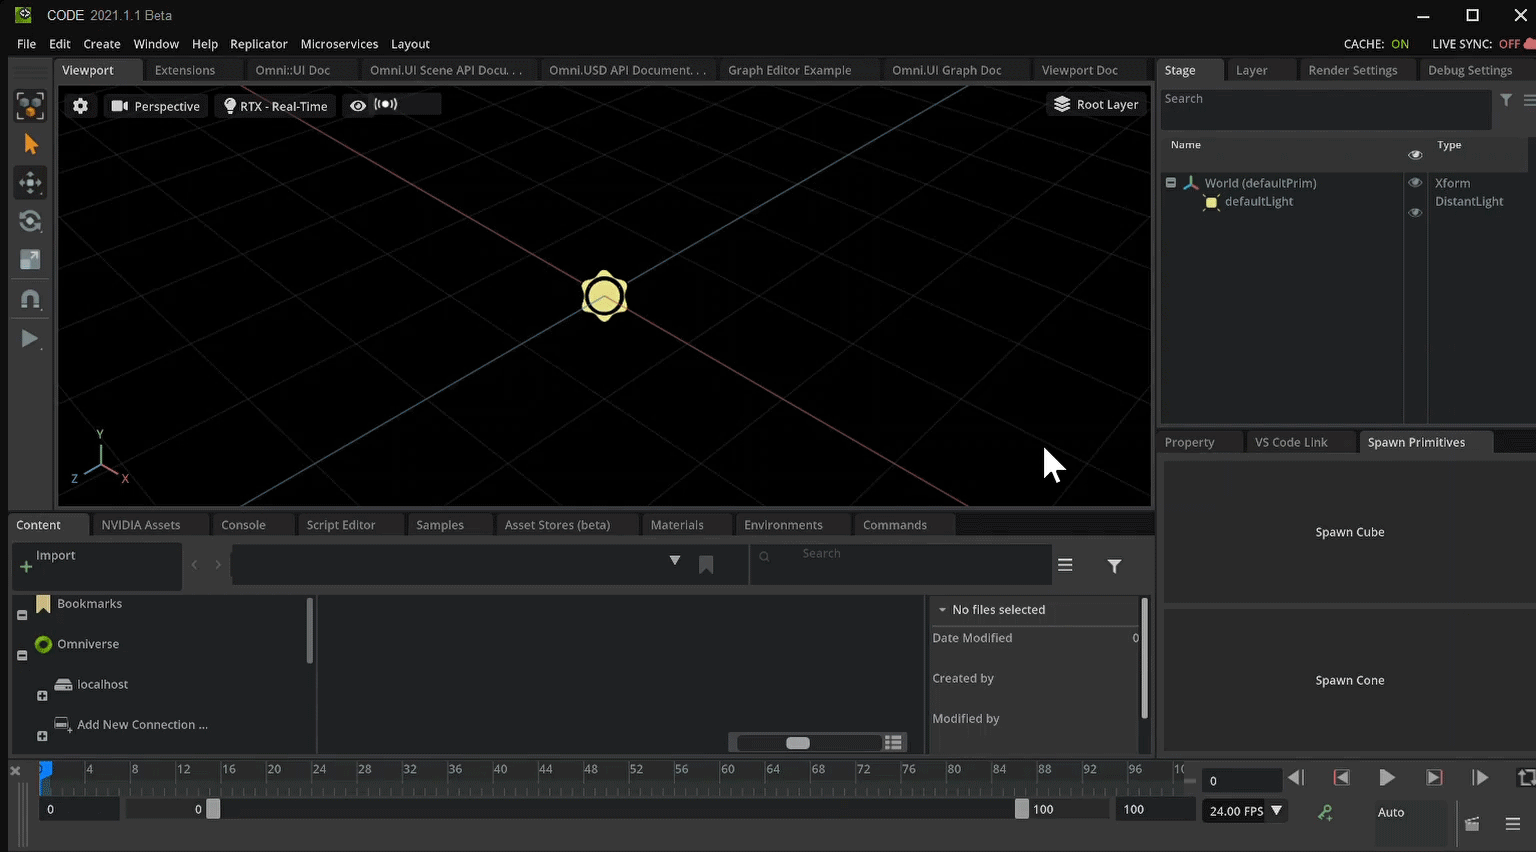 CODE 2021.1.1 Beta
File Edit Create Window Help Replicator Microservices Layout
CACHE: ON LIVE SYNC: OFF
Viewport Extensions Omni::UI Doc Omni.UI Scene API Docu. . . Omni.USD API Document. . . Graph Editor Example Omni.UI Graph Doc Viewport Doc
Stage Layer Render Settings Debug Settings
Perspective RTX - Real-Time Root Layer
Search
Name Type
World (defaultPrim) Xform
defaultLight DistantLight
Y
Z X
Property VS Code Link Spawn Primitives
Spawn Cube
Spawn Cone
Content NVIDIA Assets Console Script Editor Samples Asset Stores (beta) Materials Environments Commands
Import
Search
Bookmarks
Omniverse
localhost
Add New Connection ...
No files selected
Date Modified 0
Created by
Modified by
4 8 12 16 20 24 28 32 36 40 44 48 52 56 60 64 68 72 76 80 84 88 92 96 10
0
0 0 100 100
24.00 FPS Auto